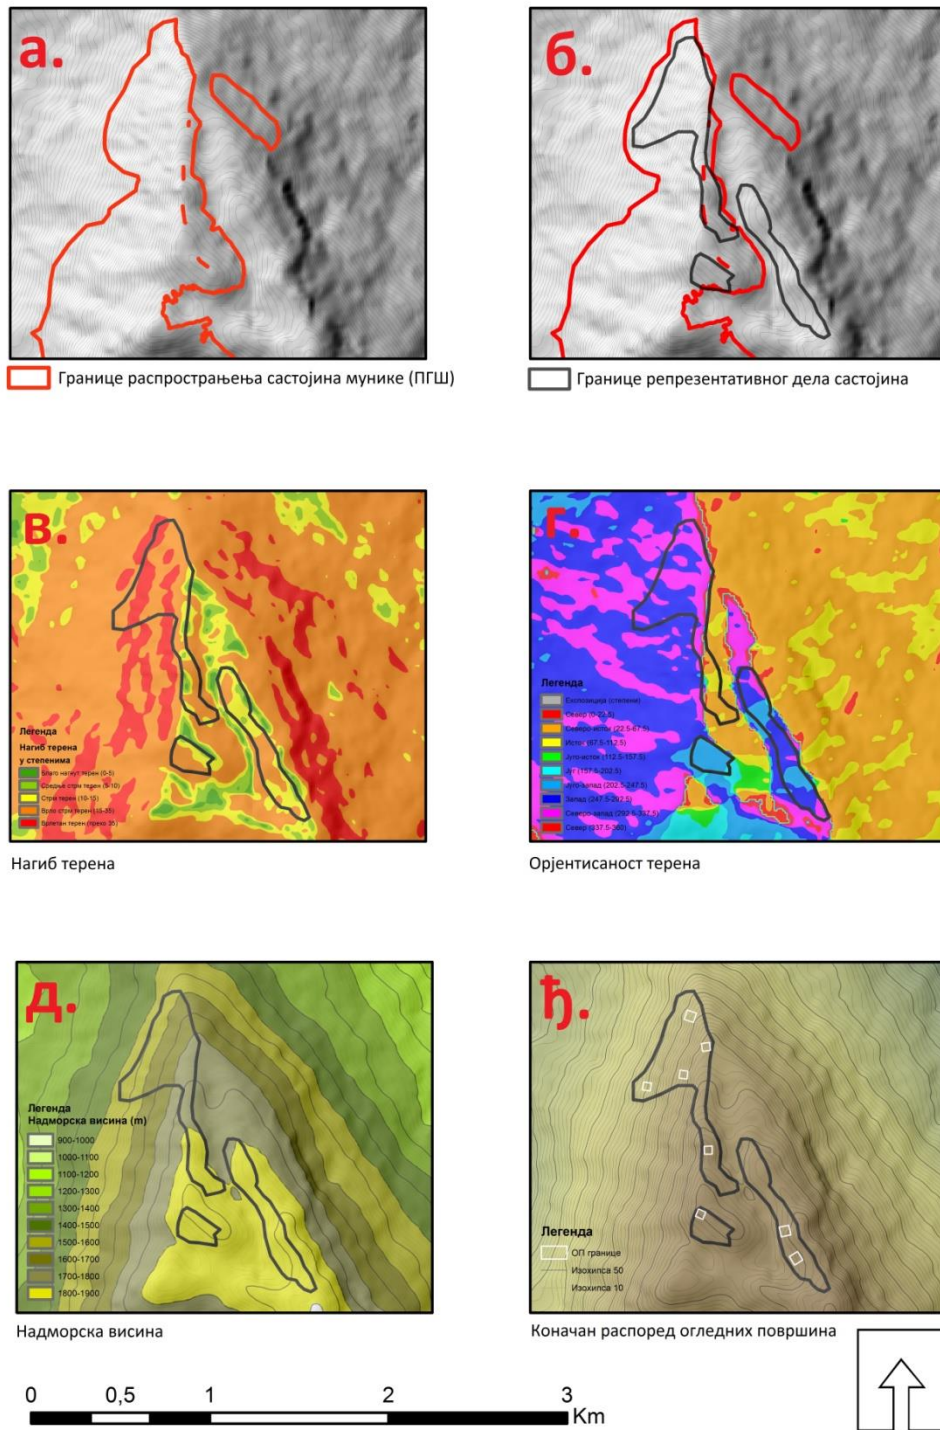 а.
б.
Границе распрострањења састојина мунике (ПГШ)
Границе репрезентативног дела састојина
в.
Легенда
Нагиб терена
у степенима
Благо нагнут терен (0-5)
Средње стрм терен (5-10)
Стрм терен (10-15)
Врло стрм терен (15-35)
Врлетан терен (преко 35)
Нагиб терена
г.
Легенда
Експозиција (степени)
Север (0-22.5)
Северо-исток (22.5-67.5)
Исток (67.5-112.5)
Југо-исток (112.5-157.5)
Југ (157.5-202.5)
Југо-запад (202.5-247.5)
Запад (247.5-292.5)
Северо-запад (292.5-337.5)
Север (337.5-360)
Орјентисаност терена
д.
Легенда
Надморска висина (m)
900-1000
1000-1100
1100-1200
1200-1300
1300-1400
1400-1500
1500-1600
1600-1700
1700-1800
1800-1900
Надморска висина
ђ.
Легенда
ОП границе
Изохипса 50
Изохипса 10
Коначан распоред огледних површина
0 0,5 1 2 3
Km